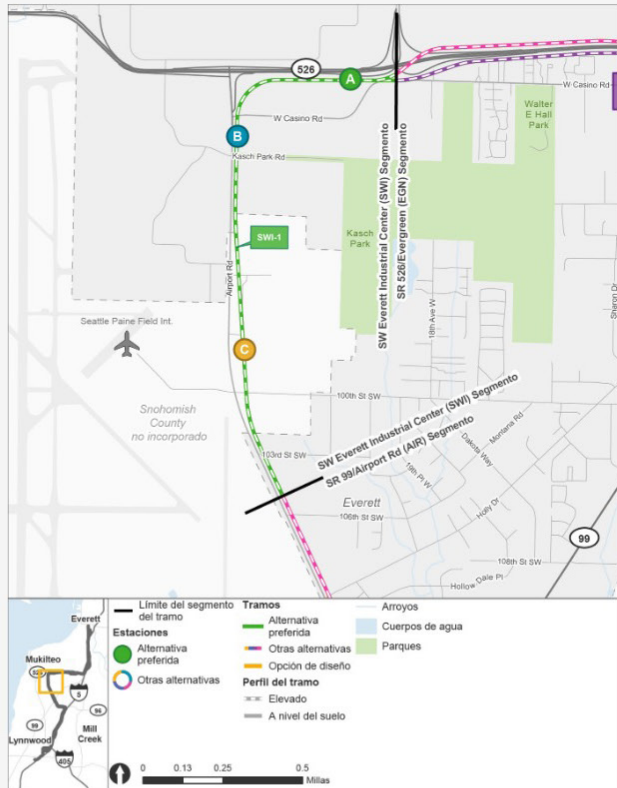 526
A
W Casino Rd
W Casino Rd
Walter
E Hall
Park
B
Kasch Park Rd
SW Everett Industrial Center (SWI) Segmento
SR 526/Evergreen (EGN) Segmento
Kasch
Park
SWI-1
Airport Rd
18th Ave W
Sharon Dr
Seattle Paine Field Int.
C
100th St SW
Snohomish
County
no incorporado
SW Everett Industrial Center (SWI) Segmento
SR 99/Airport Rd (AIR) Segmento
Dakota Way
Montana Rd
103rd St SW
19th Pl W
Everett
Holly Dr
106th St SW
99
108th St SW
Hollow Dale Pl
Everett
Mukilteo
526
5
96
99
Mill
Creek
Lynnwood
405
Límite del segmento
del tramo
Estaciones
Alternativa
preferida
Otras alternativas
Tramos
Alternativa
preferida
Otras alternativas
Opción de diseño
Perfil del tramo
Elevado
A nivel del suelo
Arroyos
Cuerpos de agua
Parques
0 0.13 0.25 0.5
Millas